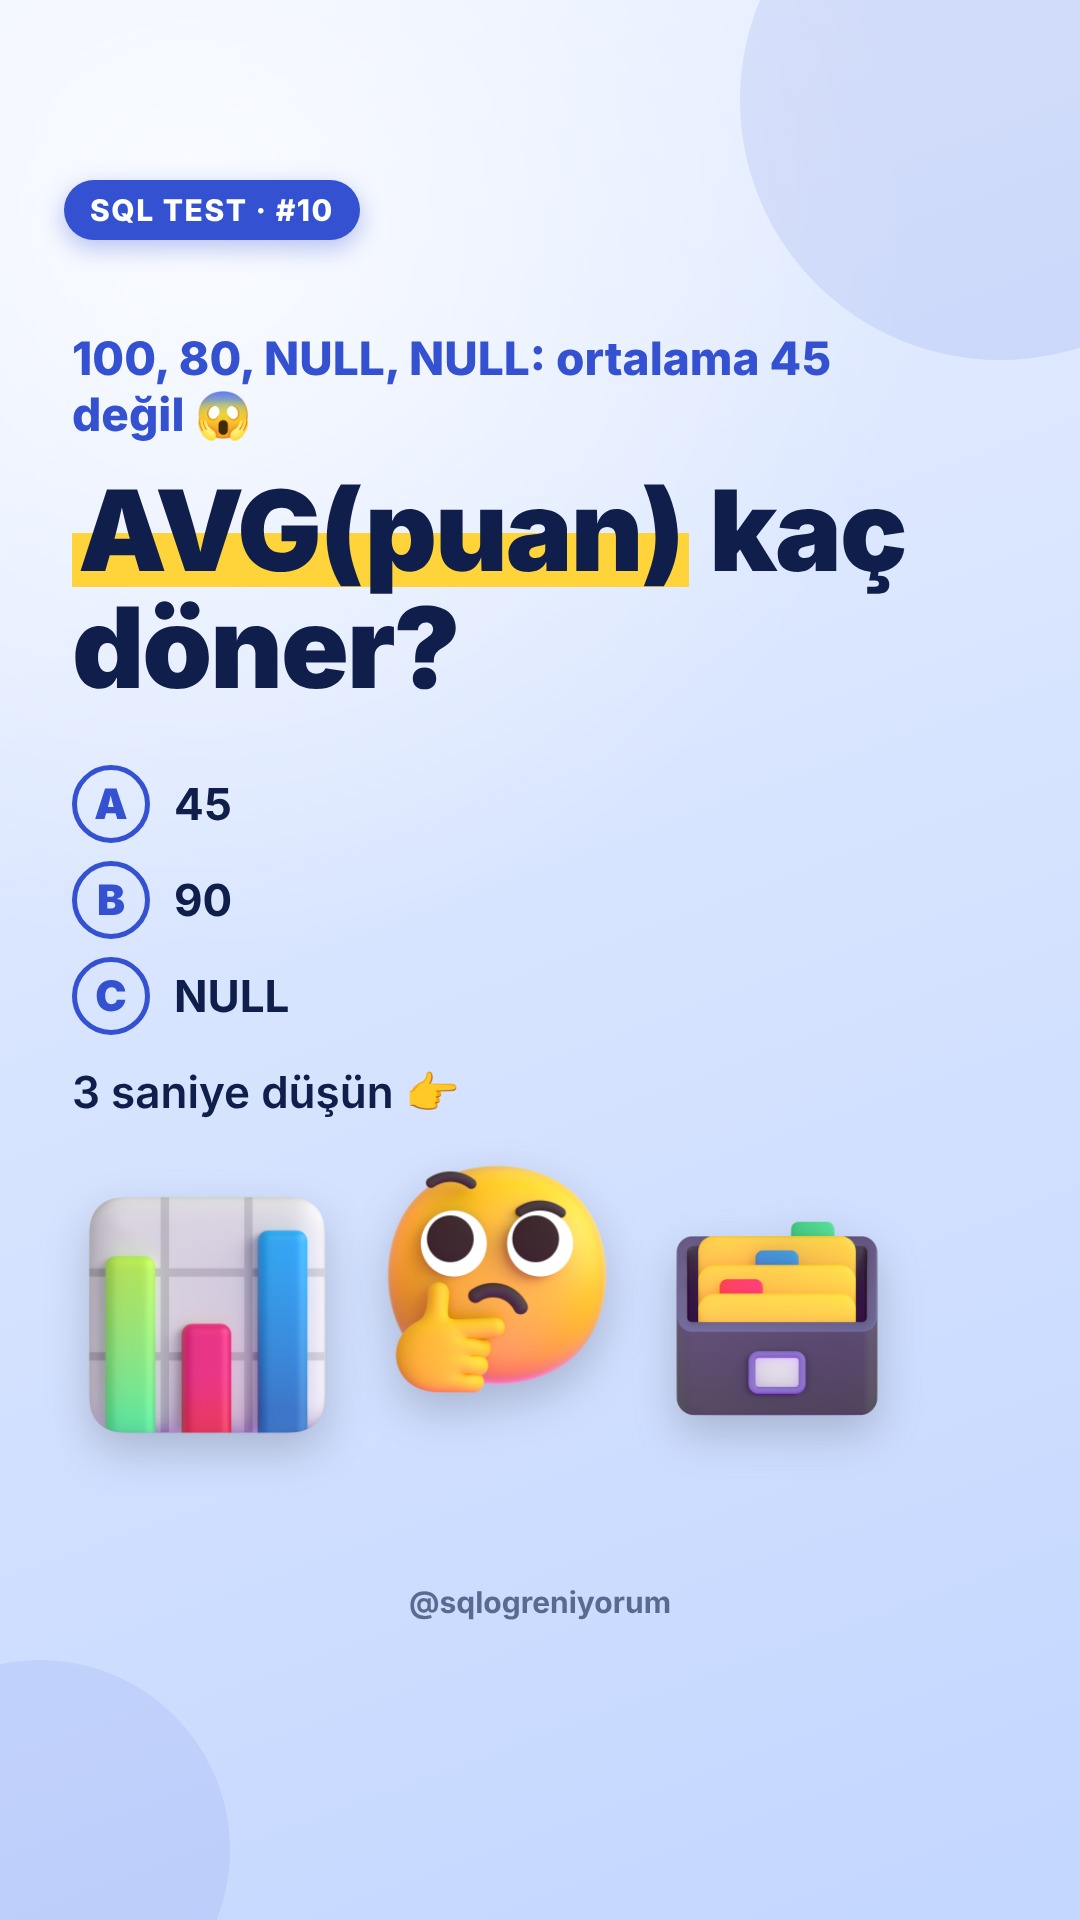 SQL TEST · #10
100, 80, NULL, NULL: ortalama 45
değil 😱
AVG(puan) kaç
döner?
A 45
B 90
C NULL
3 saniye düşün 👉
@sqlogreniyorum